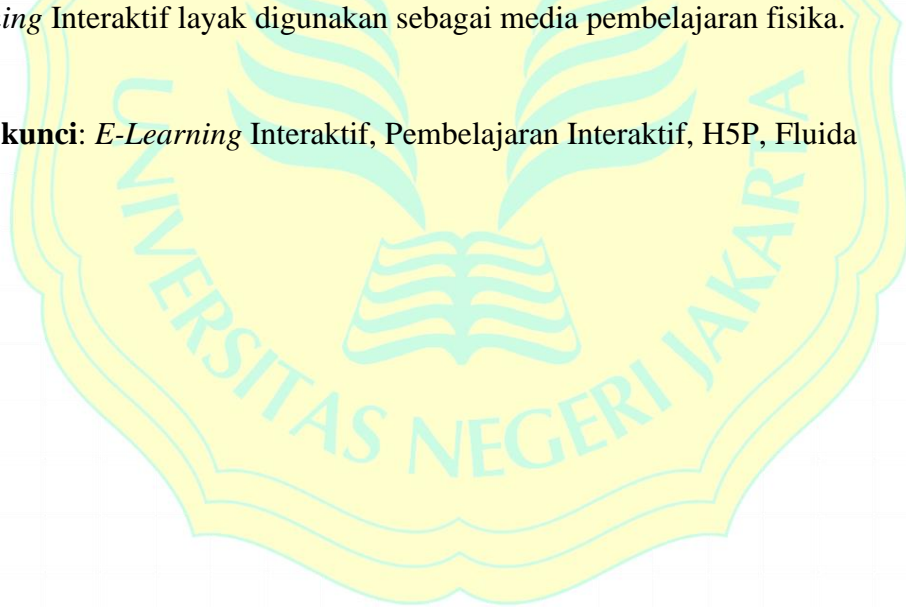 ing Interaktif layak digunakan sebagai media pembelajaran fisika.
kunci: E-Learning Interaktif, Pembelajaran Interaktif, H5P, Fluida
UNIVERSITAS NEGERI JAKARTA